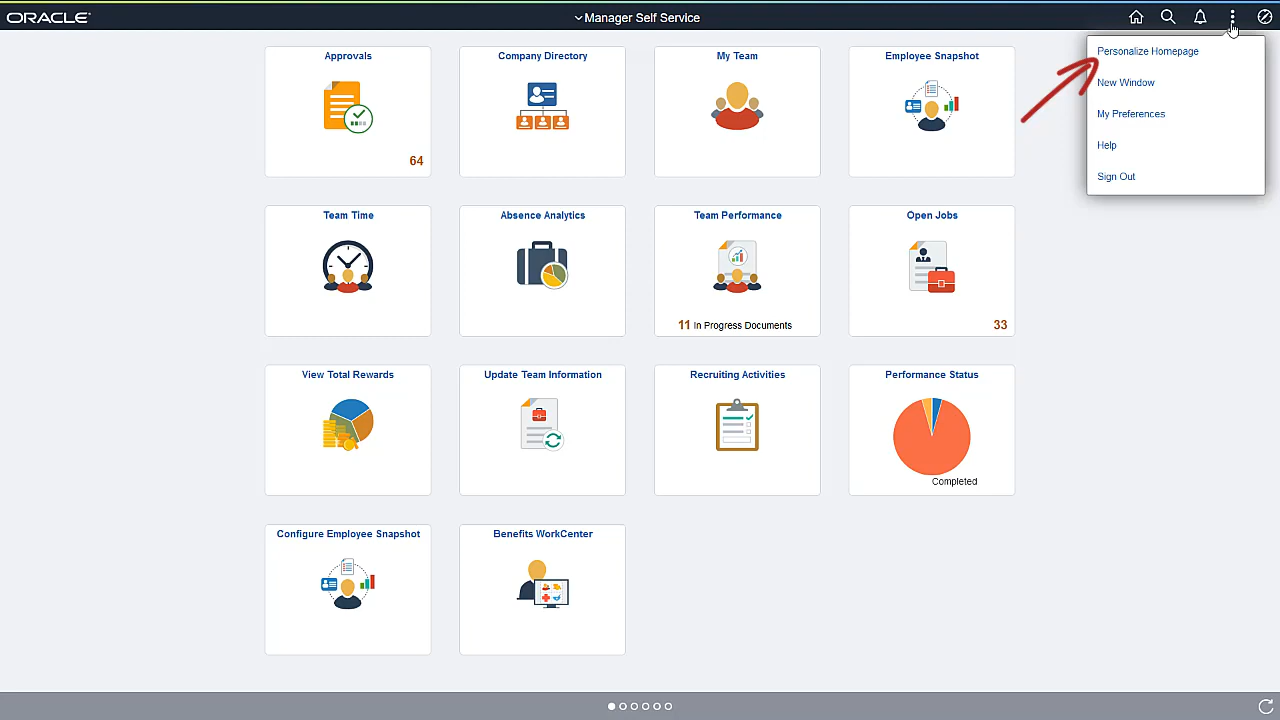 ORACLE
Manager Self Service
Personalize Homepage
New Window
My Preferences
Help
Sign Out
Approvals
64
Company Directory
My Team
Employee Snapshot
Team Time
Absence Analytics
Team Performance
11 In Progress Documents
Open Jobs
33
View Total Rewards
Update Team Information
Recruiting Activities
Performance Status
Completed
Configure Employee Snapshot
Benefits WorkCenter